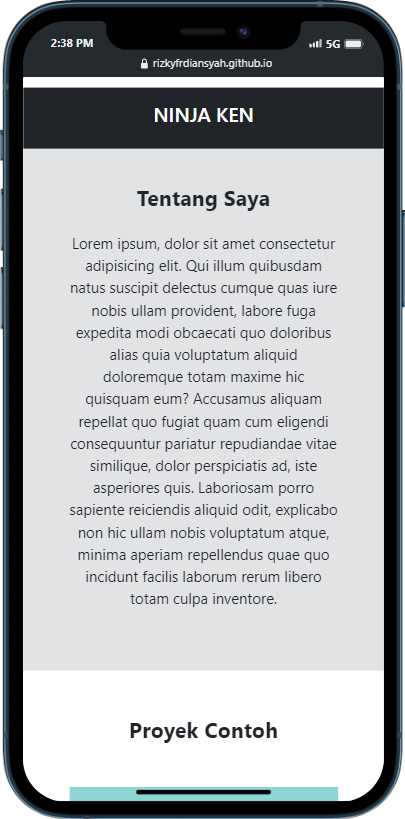 2:38 PM
5G
rizkyfrdiansyah.github.io
NINJA KEN
Tentang Saya
Lorem ipsum, dolor sit amet consectetur
adipisicing elit. Qui illum quibusdam
natus suscipit delectus cumque quas iure
nobis ullam provident, labore fuga
expedita modi obcaecati quo doloribus
alias quia voluptatum aliquid
doloremque totam maxime hic
quisquam eum? Accusamus aliquam
repellat quo fugiat quam cum eligendi
consequuntur pariatur repudiandae vitae
similique, dolor perspiciatis ad, iste
asperiores quis. Laboriosam porro
sapiente reiciendis aliquid odit, explicabo
non hic ullam nobis voluptatum atque,
minima aperiam repellendus quae quo
incidunt facilis laborum rerum libero
totam culpa inventore.
Proyek Contoh